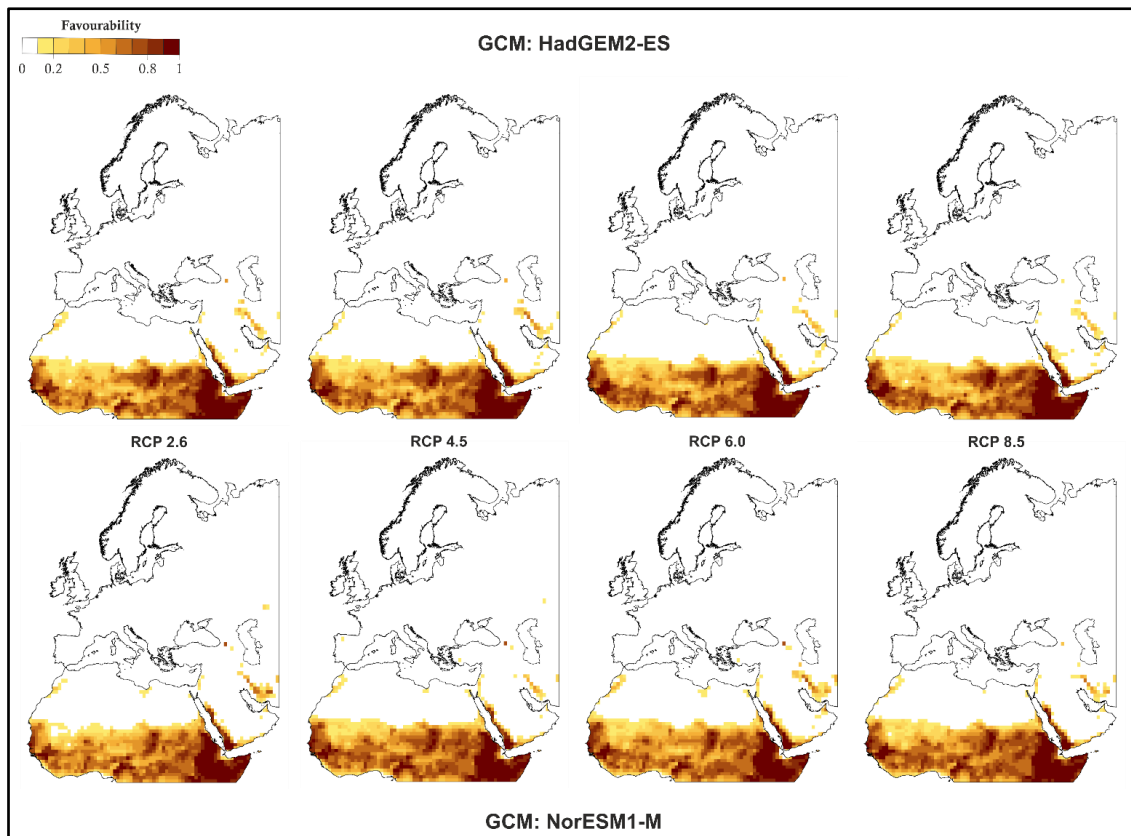 Favourability
0 0.2 0.5 0.8 1
GCM: HadGEM2-ES
RCP 2.6 RCP 4.5 RCP 6.0 RCP 8.5
GCM: NorESM1-M